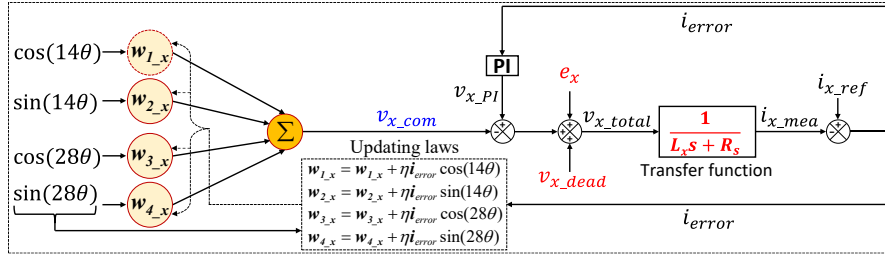 i_error
cos(14θ)
w_1_x
PI
e_x
i_x_ref
v_x_PI
sin(14θ)
w_2_x
v_x_com
v_x_total
1
L_x s + R_s
i_x_mea
Σ
Updating laws
Transfer function
cos(28θ)
w_3_x
w_1_x = w_1_x + ηi_error cos(14θ)
w_2_x = w_2_x + ηi_error sin(14θ)
v_x_dead
sin(28θ)
w_4_x
w_3_x = w_3_x + ηi_error cos(28θ)
w_4_x = w_4_x + ηi_error sin(28θ)
i_error